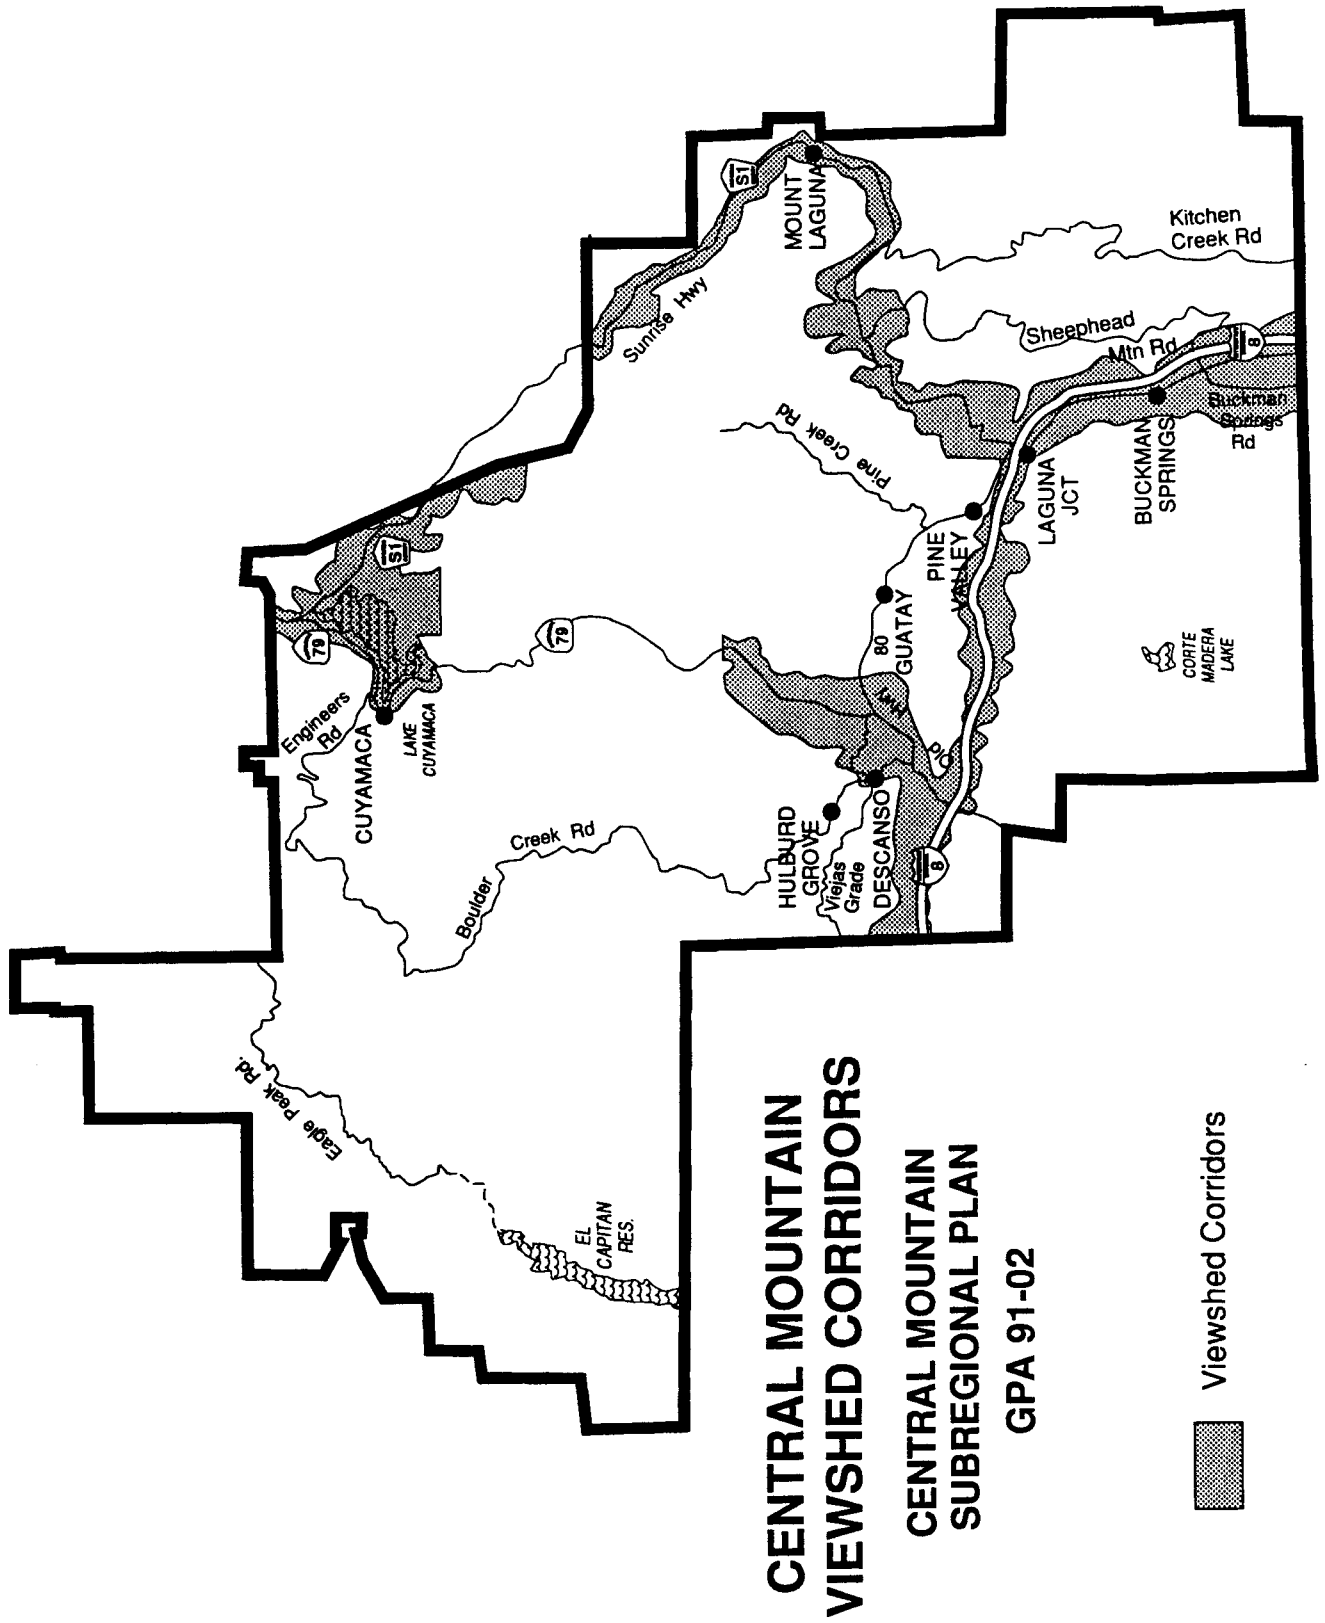 CENTRAL MOUNTAIN
VIEWSHED CORRIDORS
CENTRAL MOUNTAIN
SUBREGIONAL PLAN
GPA 91-02
Viewshed Corridors
Eagle Peak Rd.
EL
CAPITAN
RES.
Boulder
Creek Rd
Engineers
Rd
CUYAMACA
LAKE
CUYAMACA
79
S1
79
Sunrise Hwy
S1
MOUNT
LAGUNA
Pine Creek Rd
HULBURD
GROVE
Viejas
Grade
DESCANSO
Old
Hwy
80
GUATAY
PINE
VALLEY
8
LAGUNA
JCT
BUCKMAN
SPRINGS
Buckman
Springs
Rd
Sheephead
Mtn Rd
8
Kitchen
Creek Rd
CORTE
MADERA
LAKE